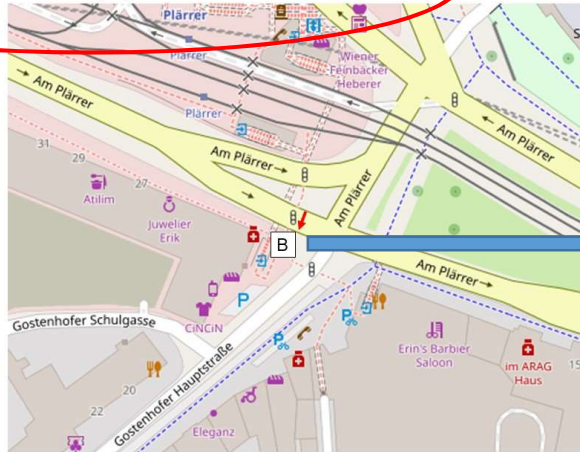 Plärrer
S
Plärrer
Wiener
Feinbäcker
Heberer
Am Plärrer
Plärrer
Am Plärrer
31
29
Am Plärrer
27
Atilim
Am Plärrer
Juwelier
Erik
B
Am Plärrer
P
CiNCiN
Gostenhofer Schulgasse
P
P
Erin's Barbier
Saloon
im ARAG
Haus
15
20
22
Gostenhofer Hauptstraße
Eleganz